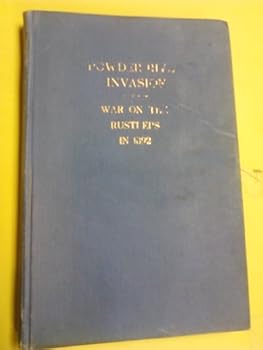 POWDER RIVER
INVASION
WAR ON THE
RUSTLERS
IN 1892